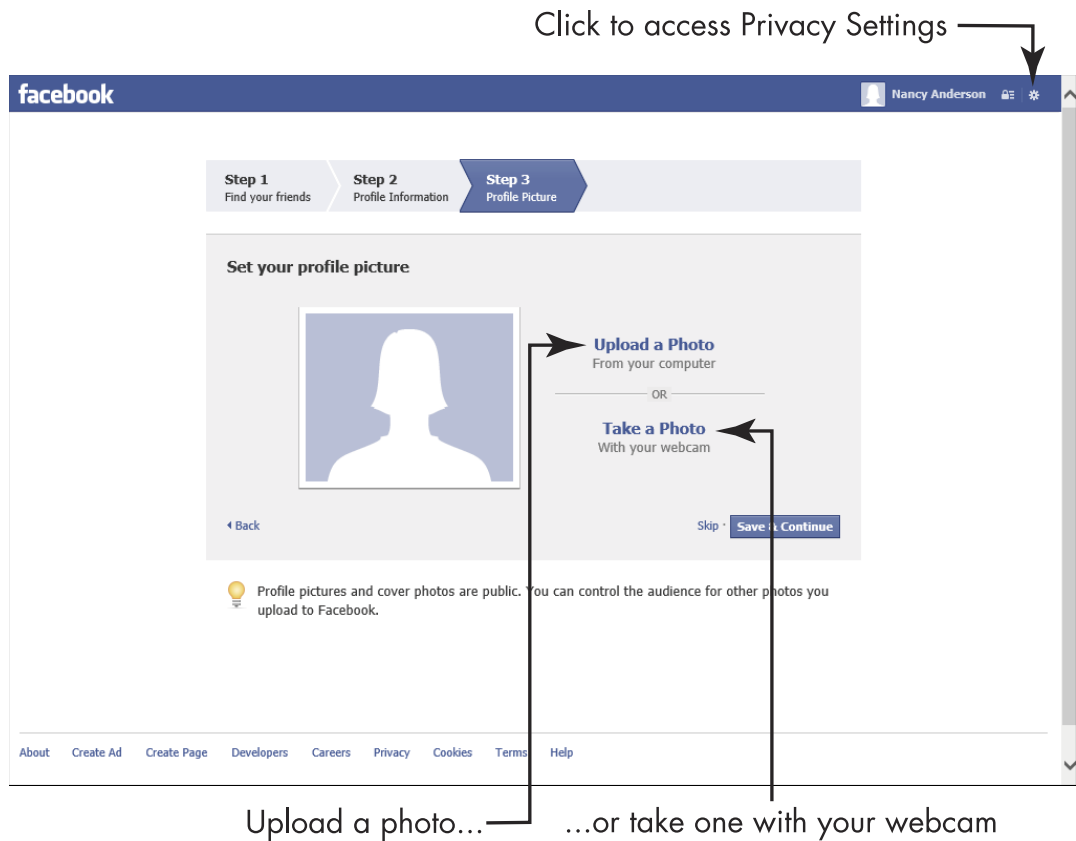 Click to access Privacy Settings
facebook
Nancy Anderson
Step 1
Find your friends
Step 2
Profile Information
Step 3
Profile Picture
Set your profile picture
Upload a Photo
From your computer
OR
Take a Photo
With your webcam
Back
Skip · Save & Continue
Profile pictures and cover photos are public. You can control the audience for other photos you
upload to Facebook.
About Create Ad Create Page Developers Careers Privacy Cookies Terms Help
Upload a photo... ...or take one with your webcam